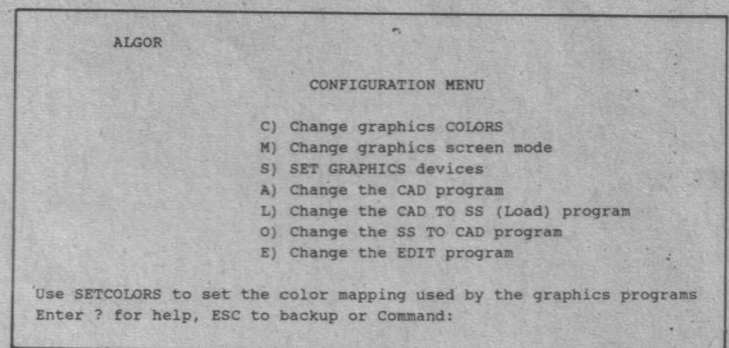 ALGOR
CONFIGURATION MENU
C) Change graphics COLORS
M) Change graphics screen mode
S) SET GRAPHICS devices
A) Change the CAD program
L) Change the CAD TO SS (Load) program
O) Change the SS TO CAD program
E) Change the EDIT program
Use SETCOLORS to set the color mapping used by the graphics programs
Enter ? for help, ESC to backup or Command: